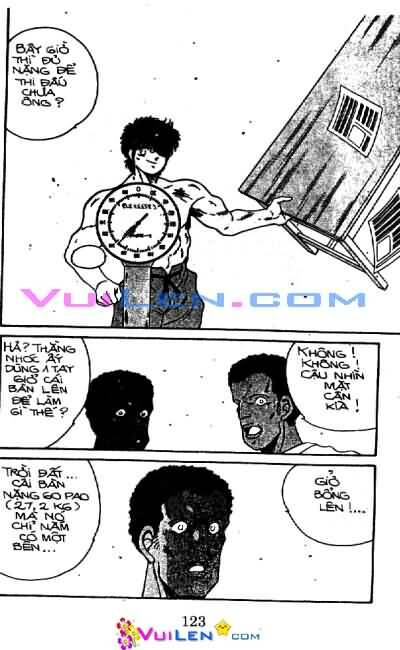 BÂY GIỜ
THÌ ĐỦ
NẶNG ĐỂ
THI ĐẤU
CHƯA
ÔNG?
VUILEN.COM
HẢ? THẰNG
NHÓC ẤY
DÙNG 1 TAY
GIỞ CÁI
BÀN LÊN
ĐỂ LÀM
GÌ THẾ?
KHÔNG!
KHÔNG!
CẬU NHÌN
MẶT
CÂN
KÌA!
TRỜI ĐẤT...
CÁI BÀN
NẶNG 60 PAO
(27,2 KG)
MÀ NÓ
CHỈ NẮM
CÓ MỘT
BÊN...
GIỞ
BỔNG
LÊN!...
123
VUILEN.COM